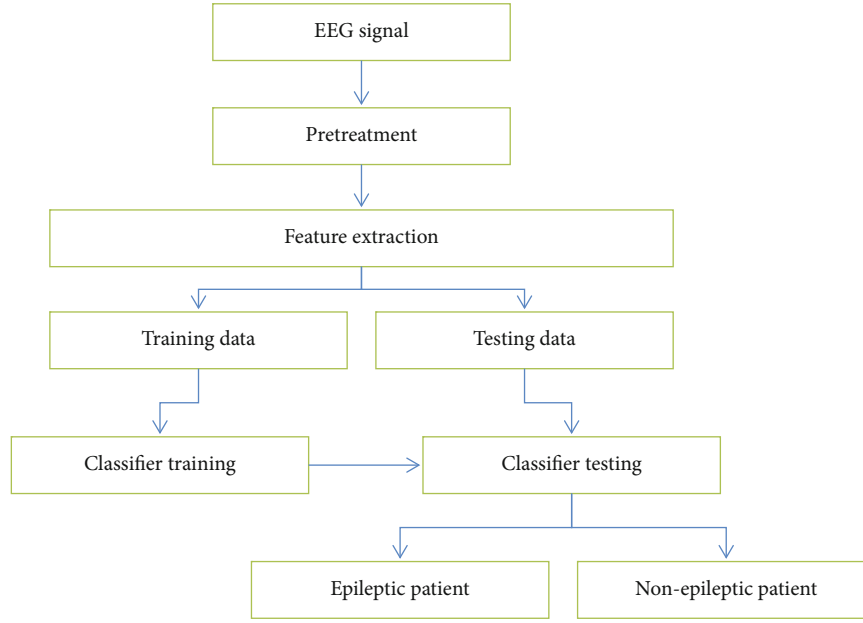 EEG signal
Pretreatment
Feature extraction
Training data
Testing data
Classifier training
Classifier testing
Epileptic patient
Non-epileptic patient